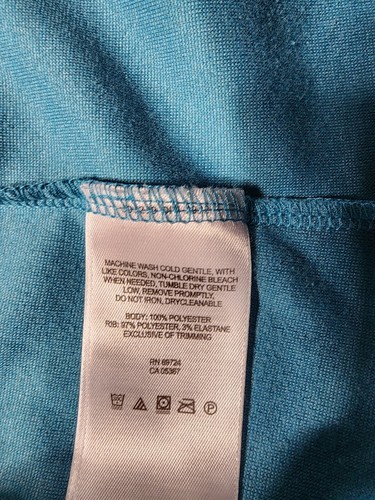 MACHINE WASH COLD GENTLE, WITH
LIKE COLORS, NON-CHLORINE BLEACH
WHEN NEEDED, TUMBLE DRY GENTLE
LOW, REMOVE PROMPTLY,
DO NOT IRON, DRYCLEANABLE
BODY: 100% POLYESTER
RIB: 97% POLYESTER, 3% ELASTANE
EXCLUSIVE OF TRIMMING
RN 69724
CA 05367
P